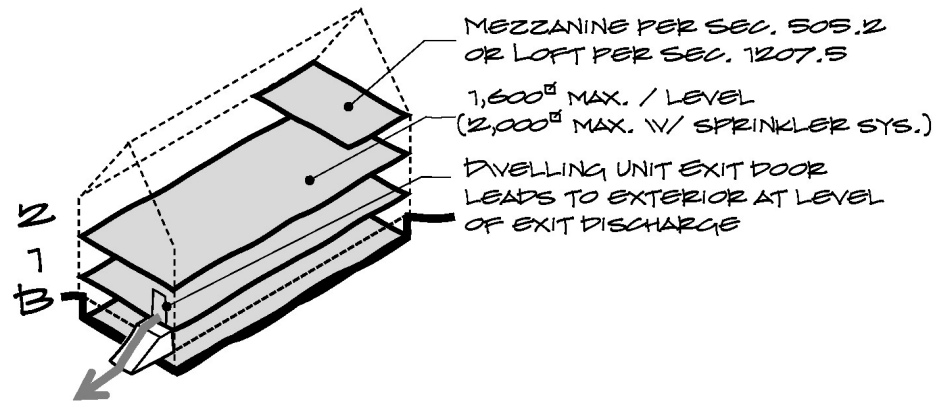 MEZZANINE PER SEC. 505.2
OR LOFT PER SEC. 1207.5
1,600☑ MAX. / LEVEL
(2,000☑ MAX. W/ SPRINKLER SYS.)
DWELLING UNIT EXIT DOOR
LEADS TO EXTERIOR AT LEVEL
OF EXIT DISCHARGE
2
1
B